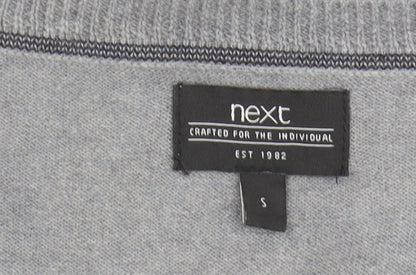 next
CRAFTED FOR THE INDIVIDUAL
EST 1982
S